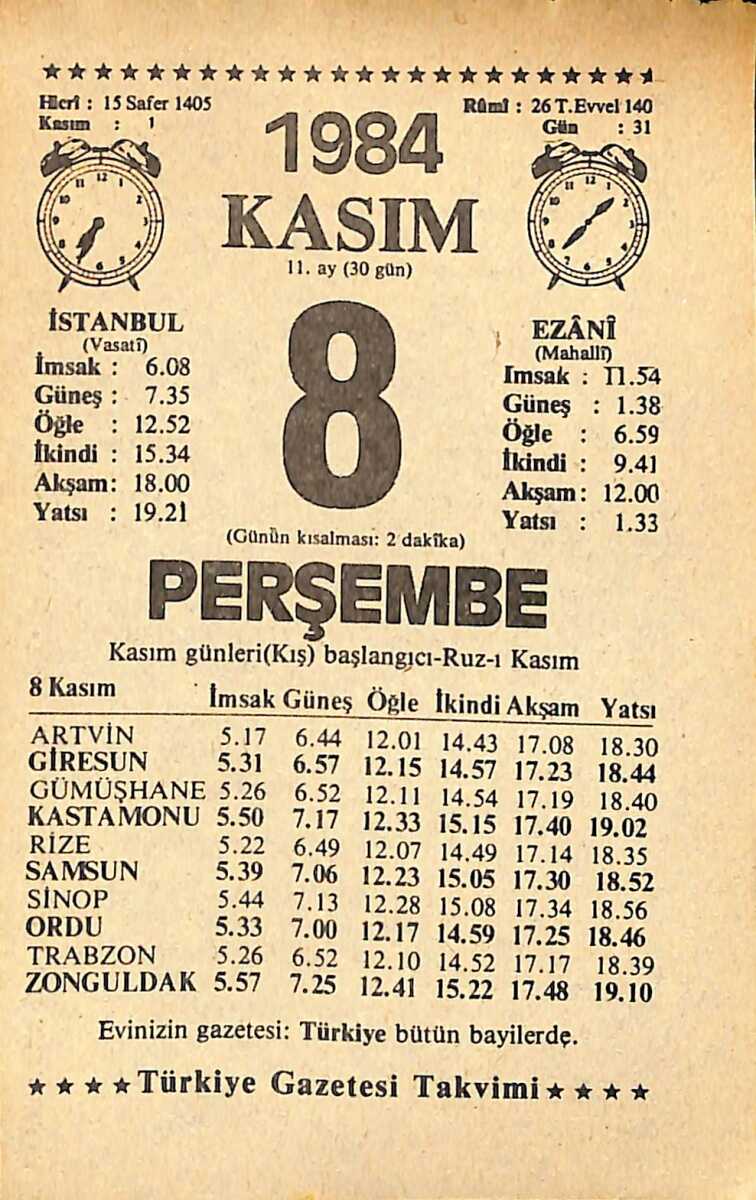 Hicrî : 15 Safer 1405
Kasım : 1
1984
Rûmî : 26 T.Evvel 140
Gün : 31
KASIM
11. ay (30 gün)
İSTANBUL
(Vasatî)
İmsak : 6.08
Güneş : 7.35
Öğle : 12.52
İkindi : 15.34
Akşam: 18.00
Yatsı : 19.21
8
EZÂNÎ
(Mahallî)
Imsak : 11.54
Güneş : 1.38
Öğle : 6.59
İkindi : 9.41
Akşam: 12.00
Yatsı : 1.33
(Günün kısalması: 2 dakîka)
PERŞEMBE
Kasım günleri(Kış) başlangıcı-Ruz-ı Kasım
8 Kasım İmsak Güneş Öğle İkindi Akşam Yatsı
ARTVİN 5.17 6.44 12.01 14.43 17.08 18.30
GİRESUN 5.31 6.57 12.15 14.57 17.23 18.44
GÜMÜŞHANE 5.26 6.52 12.11 14.54 17.19 18.40
KASTAMONU 5.50 7.17 12.33 15.15 17.40 19.02
RİZE 5.22 6.49 12.07 14.49 17.14 18.35
SAMSUN 5.39 7.06 12.23 15.05 17.30 18.52
SİNOP 5.44 7.13 12.28 15.08 17.34 18.56
ORDU 5.33 7.00 12.17 14.59 17.25 18.46
TRABZON 5.26 6.52 12.10 14.52 17.17 18.39
ZONGULDAK 5.57 7.25 12.41 15.22 17.48 19.10
Evinizin gazetesi: Türkiye bütün bayilerde.
★ ★ ★ ★ Türkiye Gazetesi Takvimi ★ ★ ★ ★